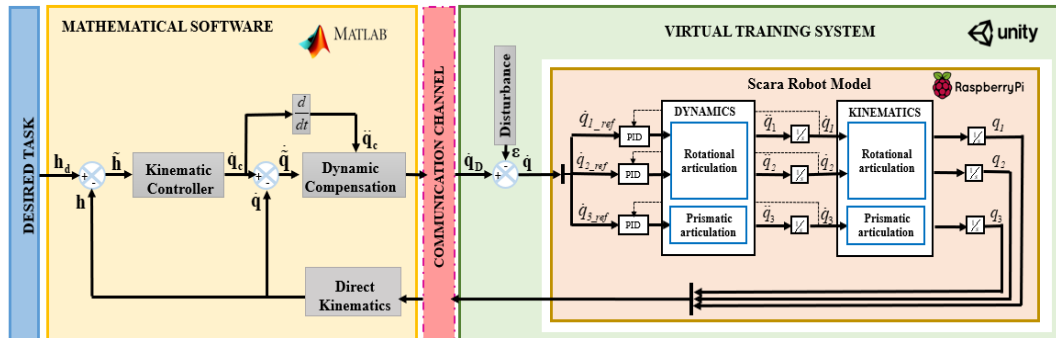 DESIRED TASK
MATHEMATICAL SOFTWARE
MATLAB
h_d
+
-
h̃
h
Kinematic
Controller
q̇_c
d
dt
q̈_c
+
-
q̃̇
q̇
Dynamic
Compensation
Direct
Kinematics
COMMUNICATION CHANNEL
VIRTUAL TRAINING SYSTEM
unity
q̇_D
Disturbance
ε
-
+
q̇
Scara Robot Model
RaspberryPi
q̇_1_ref
PID
q̇_2_ref
PID
q̇_3_ref
PID
DYNAMICS
Rotational
articulation
Prismatic
articulation
q̈_1
q̇_1
q̈_2
q̇_2
q̈_3
q̇_3
KINEMATICS
Rotational
articulation
Prismatic
articulation
q_1
q_2
q_3